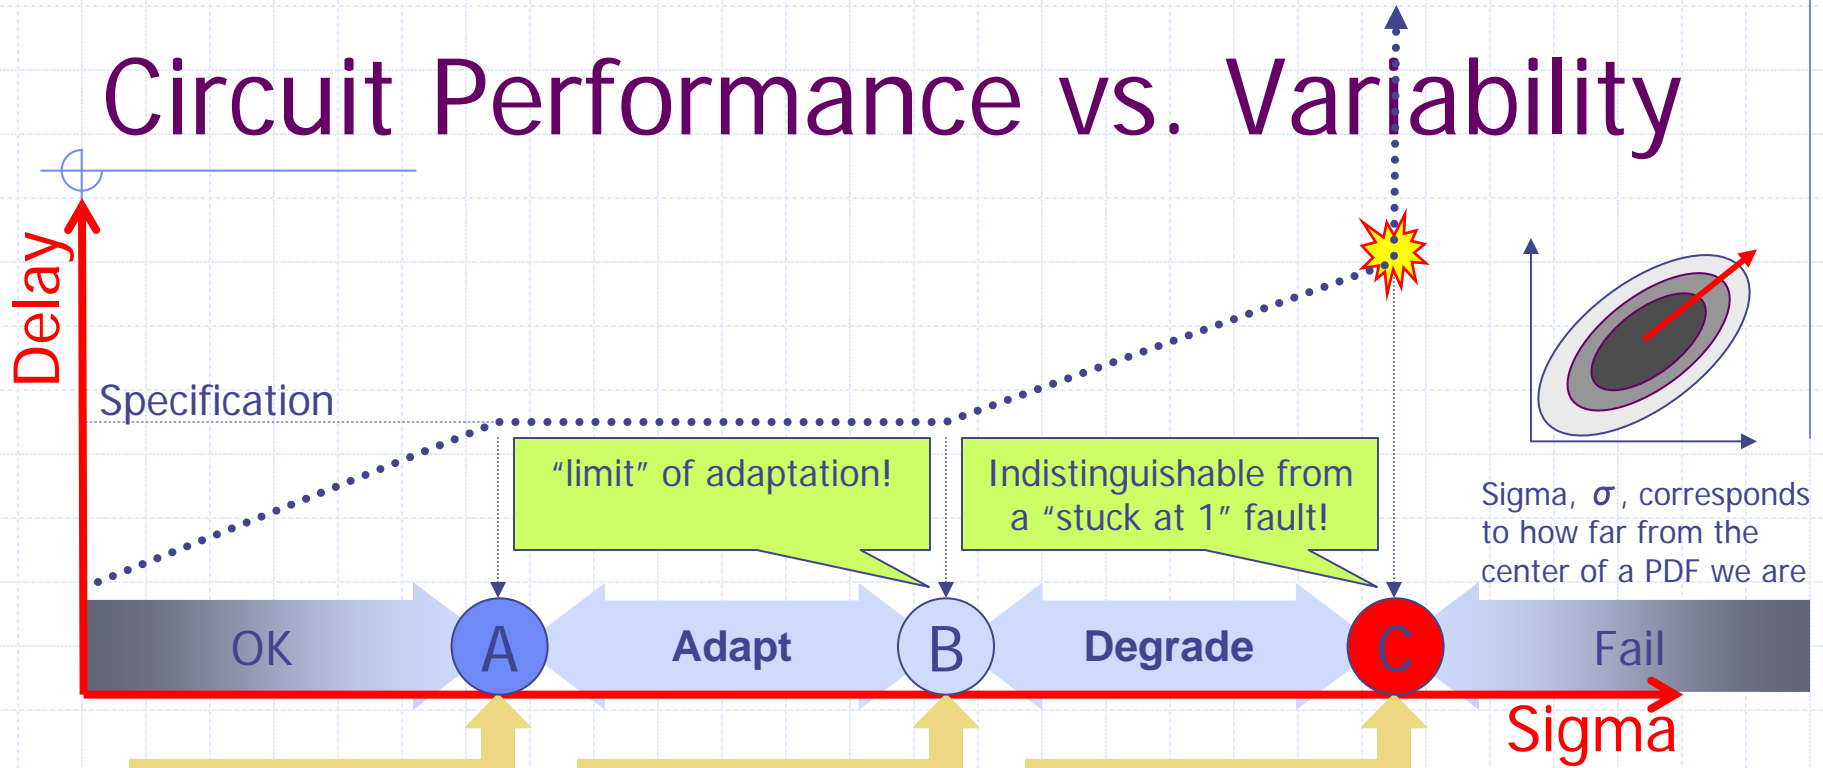 Circuit Performance vs. Variability
Delay
Specification
“limit” of adaptation!
Indistinguishable from
a “stuck at 1” fault!
Sigma, σ, corresponds
to how far from the
center of a PDF we are
OK
A
Adapt
B
Degrade
C
Fail
Sigma